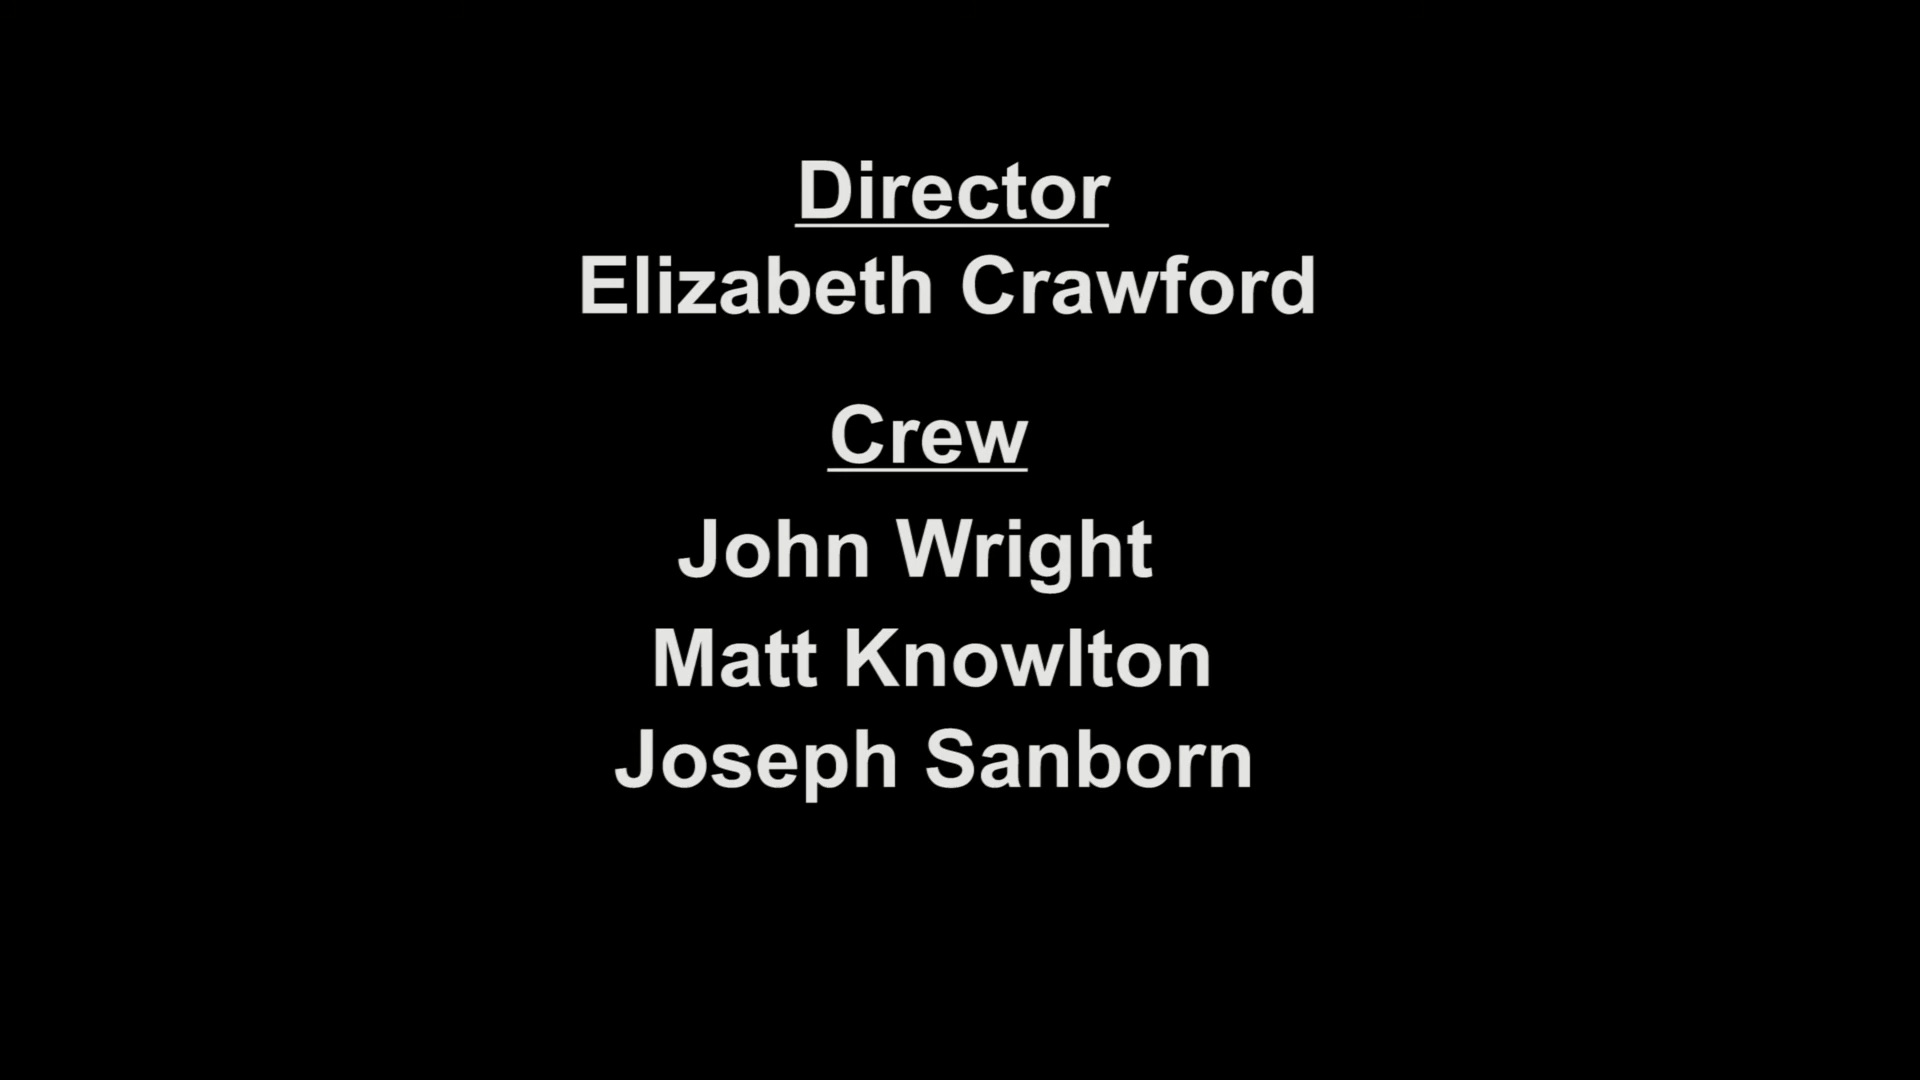 Director
Elizabeth Crawford
Crew
John Wright
Matt Knowlton
Joseph Sanborn